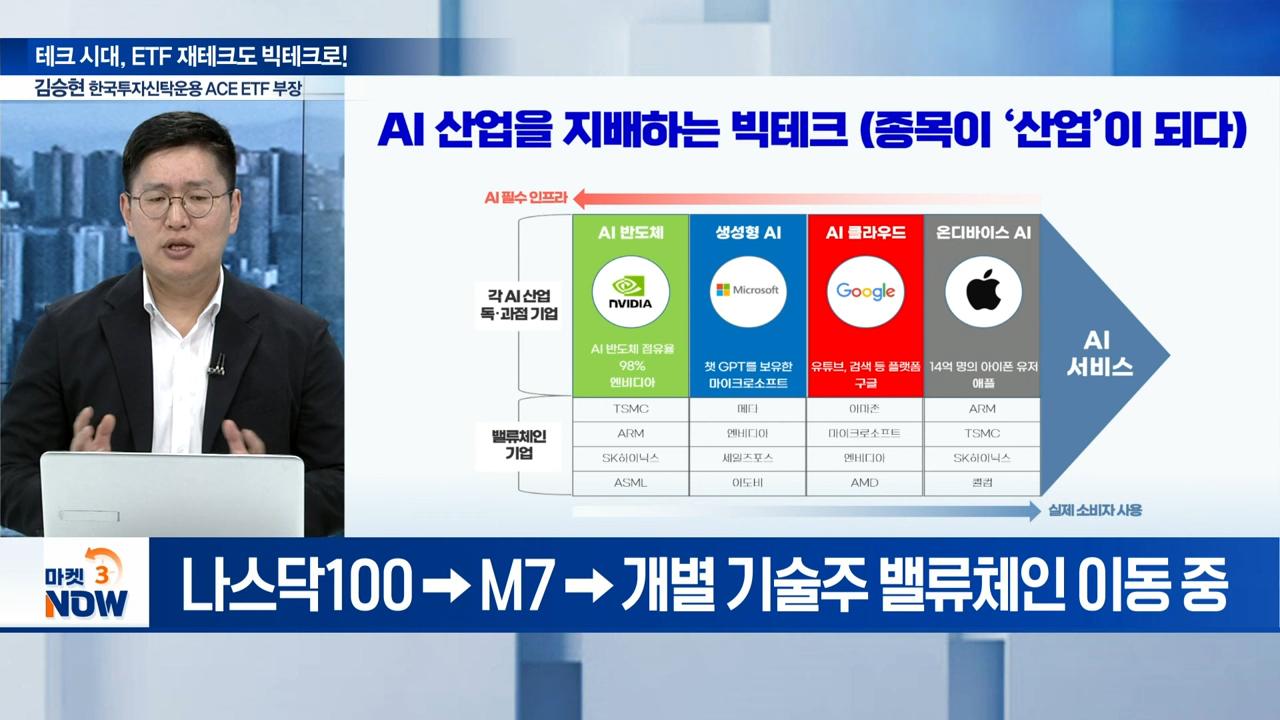 테크 시대, ETF 재테크도 빅테크로!
김승현 한국투자신탁운용 ACE ETF 부장
AI 산업을 지배하는 빅테크 (종목이 ‘산업’이 되다)
AI 필수 인프라
각 AI 산업
독·과점 기업
AI 반도체
NVIDIA
AI 반도체 점유율
98%
엔비디아
생성형 AI
Microsoft
챗 GPT를 보유한
마이크로소프트
AI 클라우드
Google
유튜브, 검색 등 플랫폼
구글
온디바이스 AI
14억 명의 아이폰 유저
애플
AI
서비스
밸류체인
기업
TSMC 메타 아마존 ARM
ARM 엔비디아 마이크로소프트 TSMC
SK하이닉스 세일즈포스 엔비디아 SK하이닉스
ASML 어도비 AMD 퀄컴
실제 소비자 사용
마켓 3
NOW
나스닥100 → M7 → 개별 기술주 밸류체인 이동 중